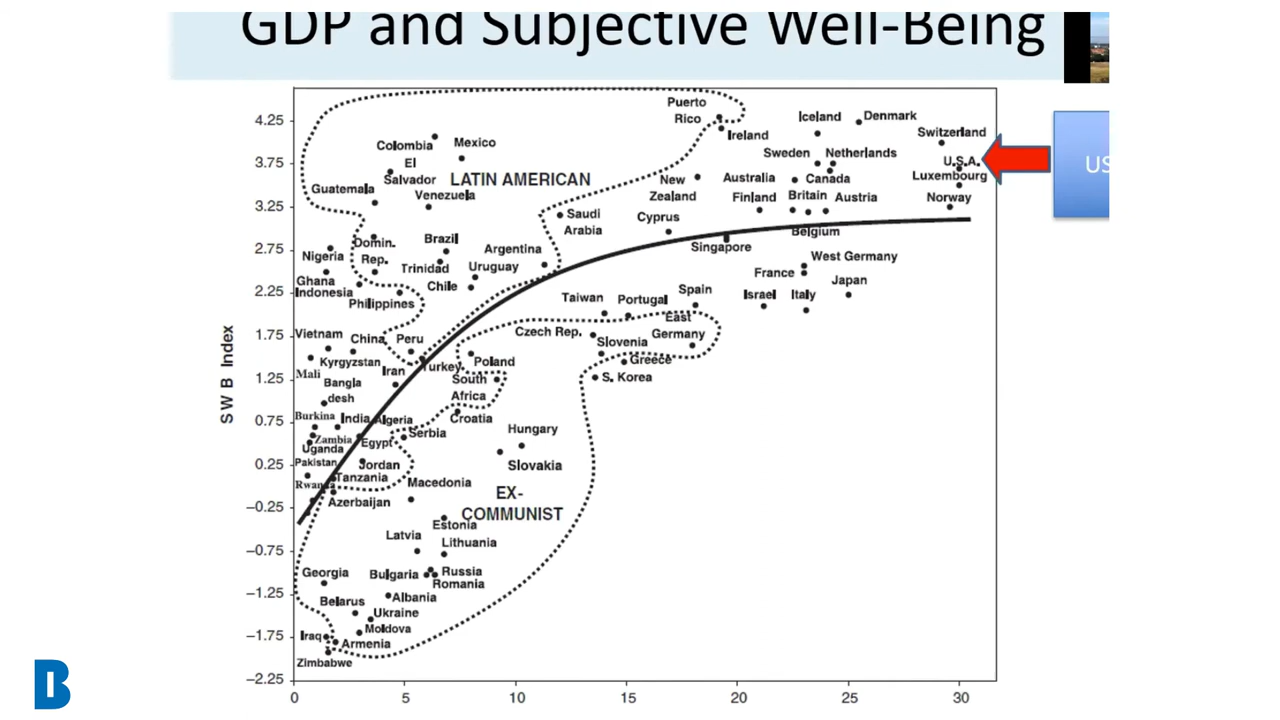 GDP and Subjective Well-Being
Puerto
Rico
Iceland
Denmark
4.25
Ireland
Switzerland
Colombia
Mexico
Sweden
Netherlands
U.S.A.
US
3.75
El
Salvador
LATIN AMERICAN
New
Zealand
Australia
Canada
Luxembourg
Guatemala
Venezuela
Finland
Britain
Austria
Norway
3.25
Saudi
Arabia
Cyprus
Belgium
Domin.
Rep.
Brazil
Argentina
Singapore
2.75
Nigeria
Trinidad
Uruguay
West Germany
France
Ghana
Indonesia
Chile
Japan
2.25
Philippines
Taiwan
Portugal
Spain
Israel
Italy
East
Germany
Czech Rep.
1.75
Vietnam
China
Peru
Slovenia
Kyrgyzstan
Turkey
Poland
Greece
Mali
Iran
South
Africa
S. Korea
1.25
Bangla
desh
Burkina
India
Algeria
Croatia
0.75
Zambia
Egypt
Serbia
Hungary
Uganda
Pakistan
Jordan
Slovakia
0.25
Rwanda
Tanzania
Macedonia
Azerbaijan
EX-
COMMUNIST
−0.25
Estonia
Latvia
Lithuania
−0.75
Georgia
Bulgaria
Russia
Romania
−1.25
Belarus
Albania
Ukraine
Moldova
−1.75
Iraq
Armenia
Zimbabwe
−2.25
SWB Index
0
5
10
15
20
25
30
B